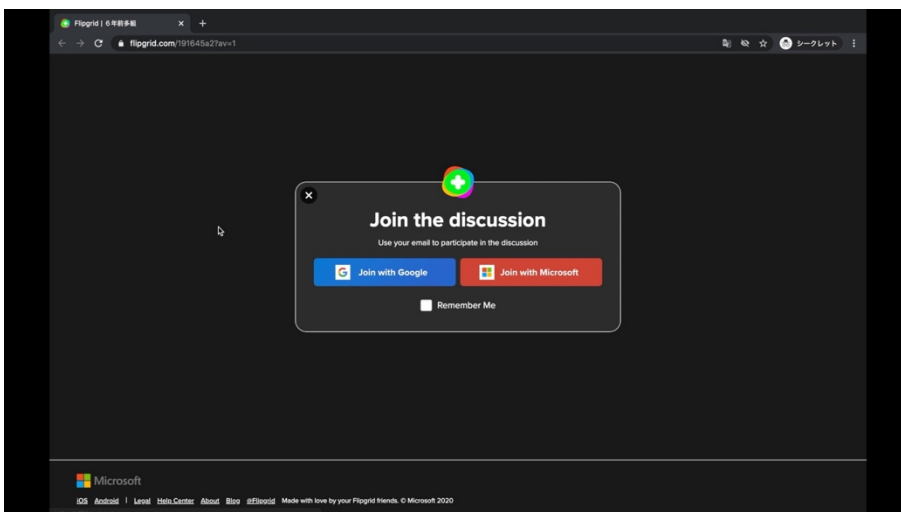 Flipgrid | 6年前多組
flipgrid.com/191645a2?av=1
シークレット
Join the discussion
Use your email to participate in the discussion
Join with Google
Join with Microsoft
Remember Me
Microsoft
iOS Android | Legal Help Center About Blog @Flipgrid Made with love by your Flipgrid friends. © Microsoft 2020